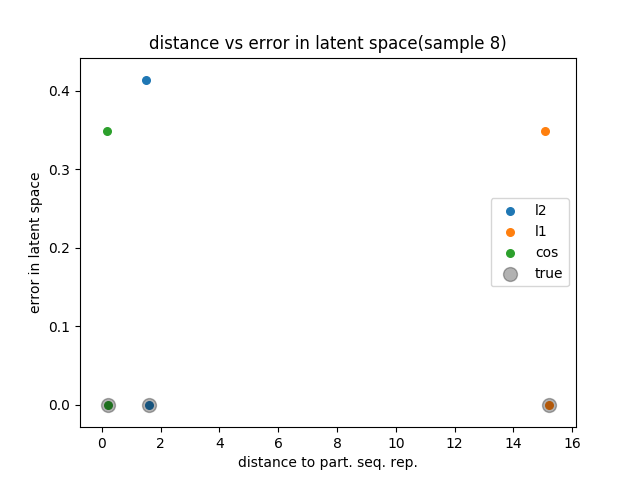 distance vs error in latent space(sample 8)
error in latent space
0.4
0.3
0.2
0.1
0.0
l2
l1
cos
true
0 2 4 6 8 10 12 14 16
distance to part. seq. rep.